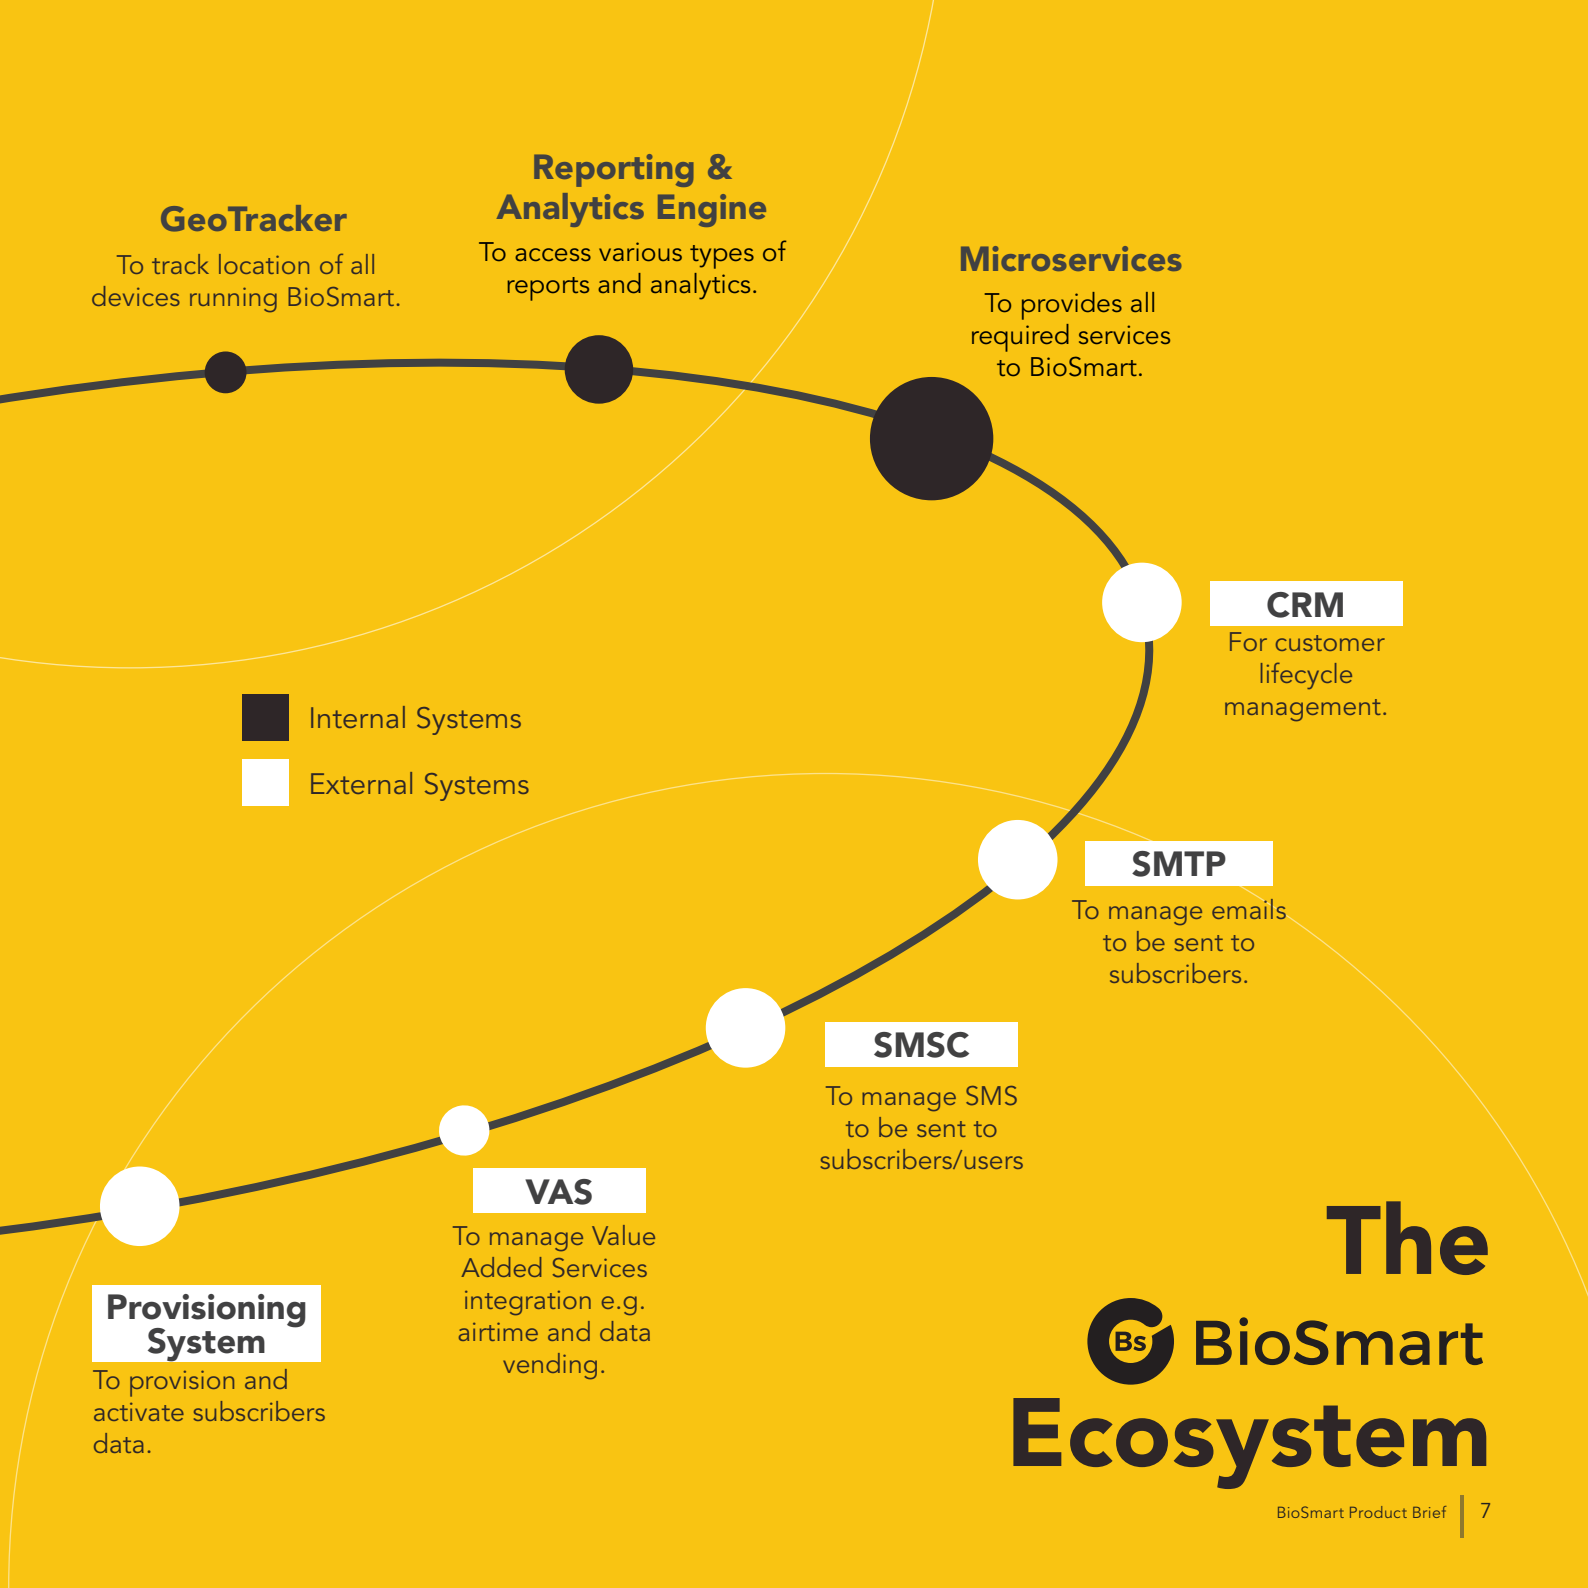 GeoTracker
To track location of all
devices running BioSmart.
Reporting &
Analytics Engine
To access various types of
reports and analytics.
Microservices
To provides all
required services
to BioSmart.
CRM
For customer
lifecycle
management.
Internal Systems
External Systems
SMTP
To manage emails
to be sent to
subscribers.
SMSC
To manage SMS
to be sent to
subscribers/users
VAS
To manage Value
Added Services
integration e.g.
airtime and data
vending.
Provisioning
System
To provision and
activate subscribers
data.
The
Bs BioSmart
Ecosystem
BioSmart Product Brief 7